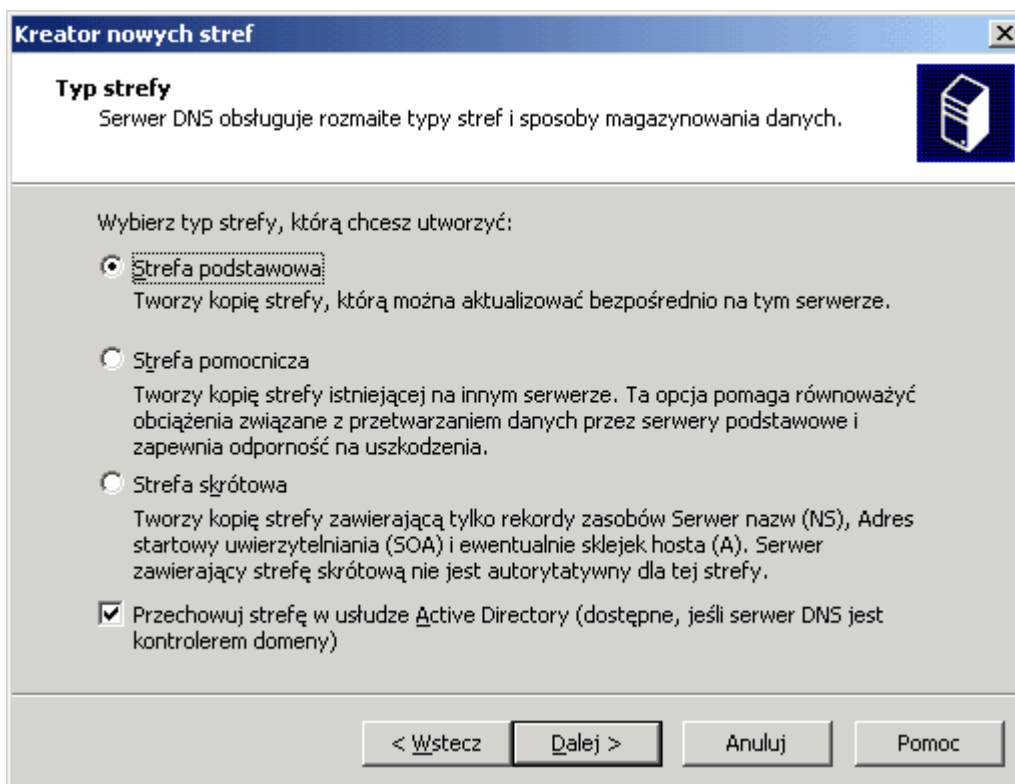 Kreator nowych stref
Typ strefy
Serwer DNS obsługuje rozmaite typy stref i sposoby magazynowania danych.
Wybierz typ strefy, którą chcesz utworzyć:
Strefa podstawowa
Tworzy kopię strefy, którą można aktualizować bezpośrednio na tym serwerze.
Strefa pomocnicza
Tworzy kopię strefy istniejącej na innym serwerze. Ta opcja pomaga równoważyć
obciążenia związane z przetwarzaniem danych przez serwery podstawowe i
zapewnia odporność na uszkodzenia.
Strefa skrótowa
Tworzy kopię strefy zawierającą tylko rekordy zasobów Serwer nazw (NS), Adres
startowy uwierzytelniania (SOA) i ewentualnie sklejek hosta (A). Serwer
zawierający strefę skrótową nie jest autorytatywny dla tej strefy.
Przechowuj strefę w usłudze Active Directory (dostępne, jeśli serwer DNS jest
kontrolerem domeny)
< Wstecz Dalej > Anuluj Pomoc